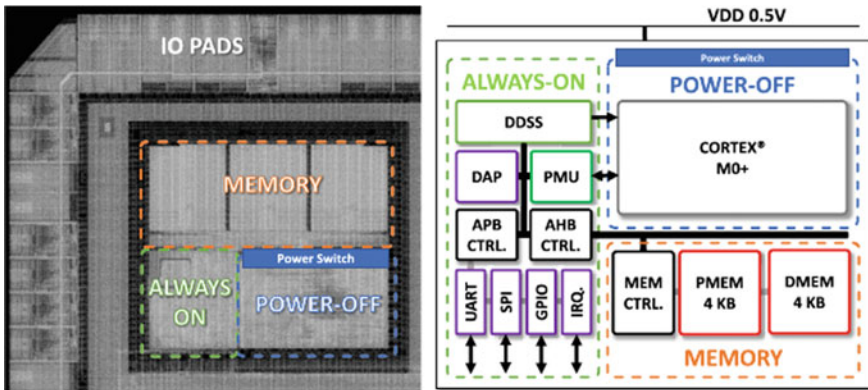 IO PADS
MEMORY
Power Switch
ALWAYS
ON
POWER-OFF
VDD 0.5V
Power Switch
ALWAYS-ON
POWER-OFF
DDSS
CORTEX®
M0+
DAP
PMU
APB
CTRL.
AHB
CTRL.
UART
SPI
GPIO
IRQ.
MEM
CTRL.
PMEM
4 KB
DMEM
4 KB
MEMORY